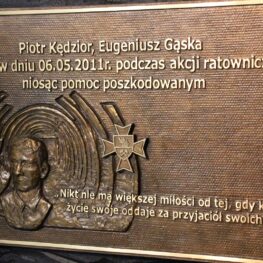 Piotr Kędzior, Eugeniusz Gąska
w dniu 06.05.2011r. podczas akcji ratownicz
niosąc pomoc poszkodowanym
„Nikt nie ma większej miłości od tej, gdy k
życie swoje oddaje za przyjaciół swoich